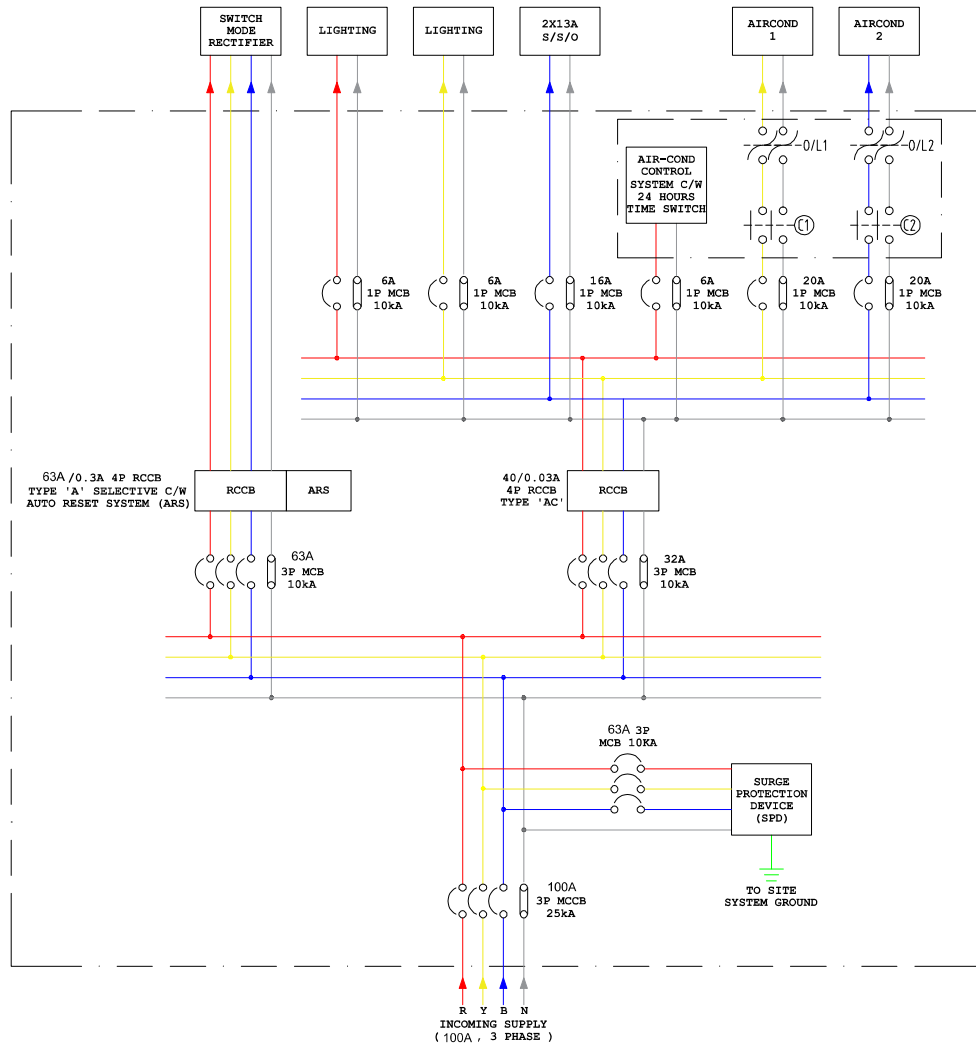 SWITCH
MODE
RECTIFIER
LIGHTING
LIGHTING
2X13A
S/S/O
AIRCOND
1
AIRCOND
2
O/L1
O/L2
AIR-COND
CONTROL
SYSTEM C/W
24 HOURS
TIME SWITCH
C1
C2
6A
1P MCB
10kA
6A
1P MCB
10kA
16A
1P MCB
10kA
6A
1P MCB
10kA
20A
1P MCB
10kA
20A
1P MCB
10kA
63A/0.3A 4P RCCB
TYPE 'A' SELECTIVE C/W
AUTO RESET SYSTEM (ARS)
RCCB
ARS
40/0.03A
4P RCCB
TYPE 'AC'
RCCB
63A
3P MCB
10kA
32A
3P MCB
10kA
63A 3P
MCB 10KA
SURGE
PROTECTION
DEVICE
(SPD)
TO SITE
SYSTEM GROUND
100A
3P MCCB
25kA
R Y B N
INCOMING SUPPLY
( 100A , 3 PHASE )